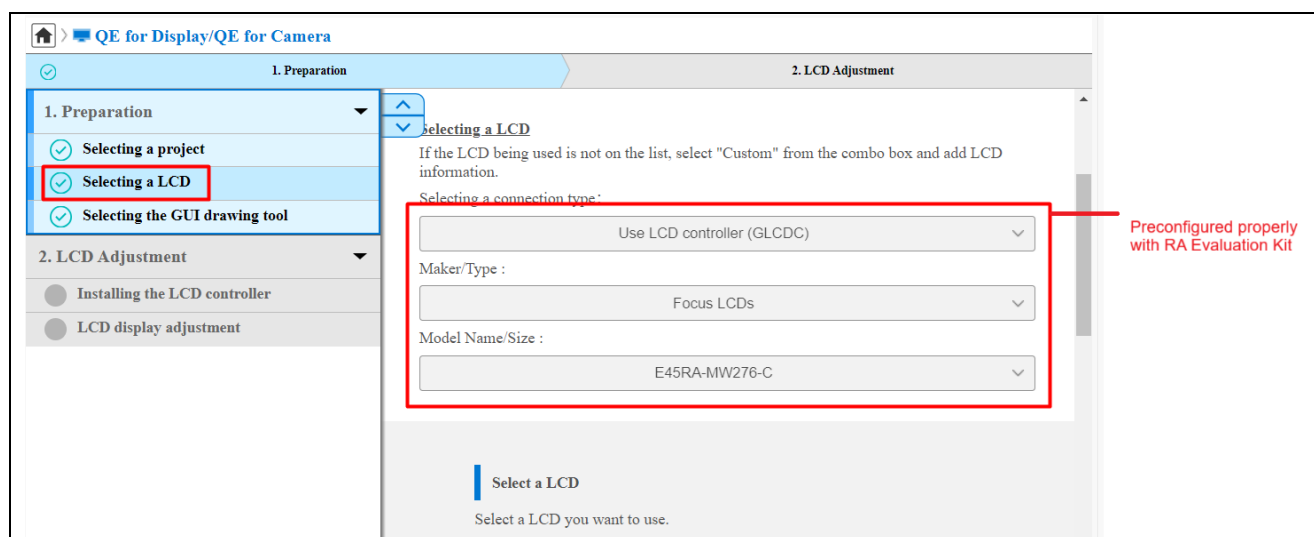 QE for Display/QE for Camera
1. Preparation
2. LCD Adjustment
1. Preparation
Selecting a project
Selecting a LCD
Selecting the GUI drawing tool
2. LCD Adjustment
Installing the LCD controller
LCD display adjustment
Selecting a LCD
If the LCD being used is not on the list, select "Custom" from the combo box and add LCD
information.
Selecting a connection type:
Use LCD controller (GLCDC)
Maker/Type :
Focus LCDs
Model Name/Size :
E45RA-MW276-C
Select a LCD
Select a LCD you want to use.
Preconfigured properly
with RA Evaluation Kit